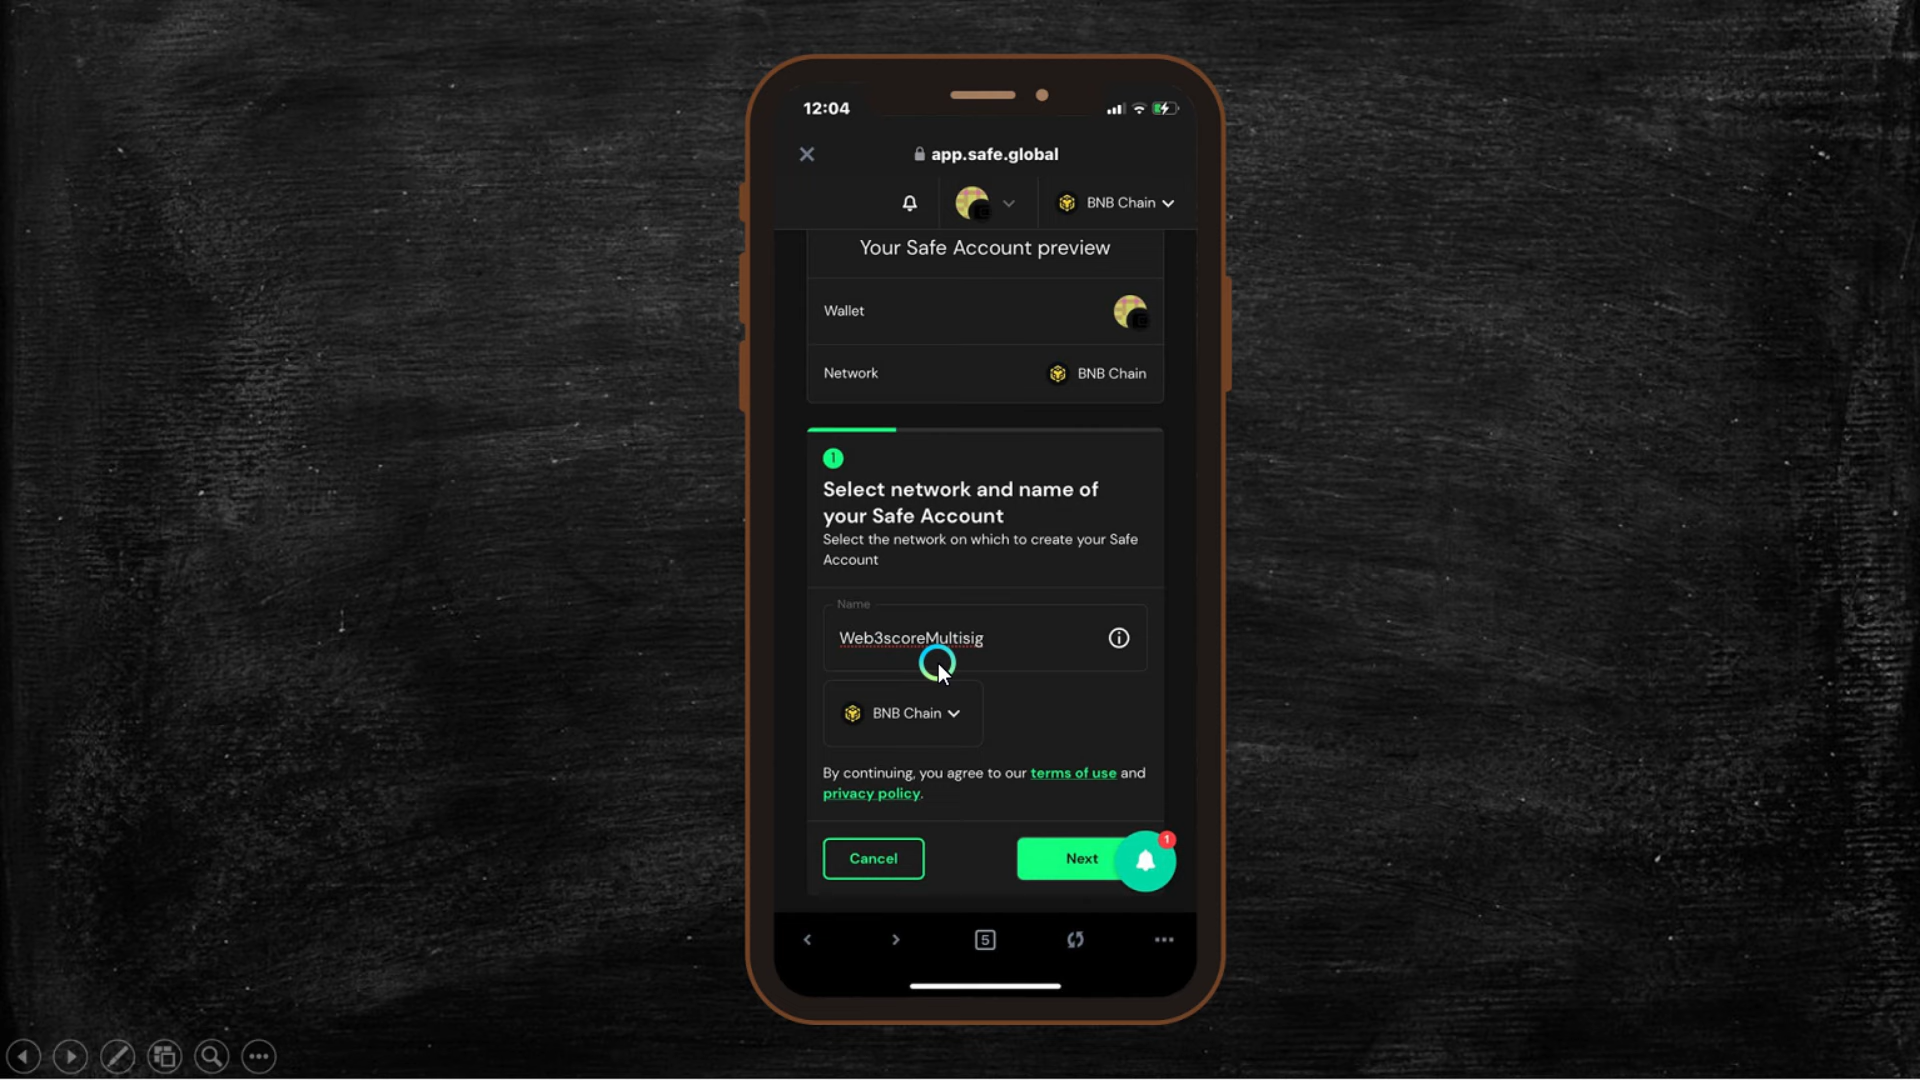 12:04
app.safe.global
BNB Chain
Your Safe Account preview
Wallet
Network
BNB Chain
1
Select network and name of
your Safe Account
Select the network on which to create your Safe
Account
Name
Web3scoreMultisig
BNB Chain
By continuing, you agree to our terms of use and
privacy policy.
Cancel
Next
1
5